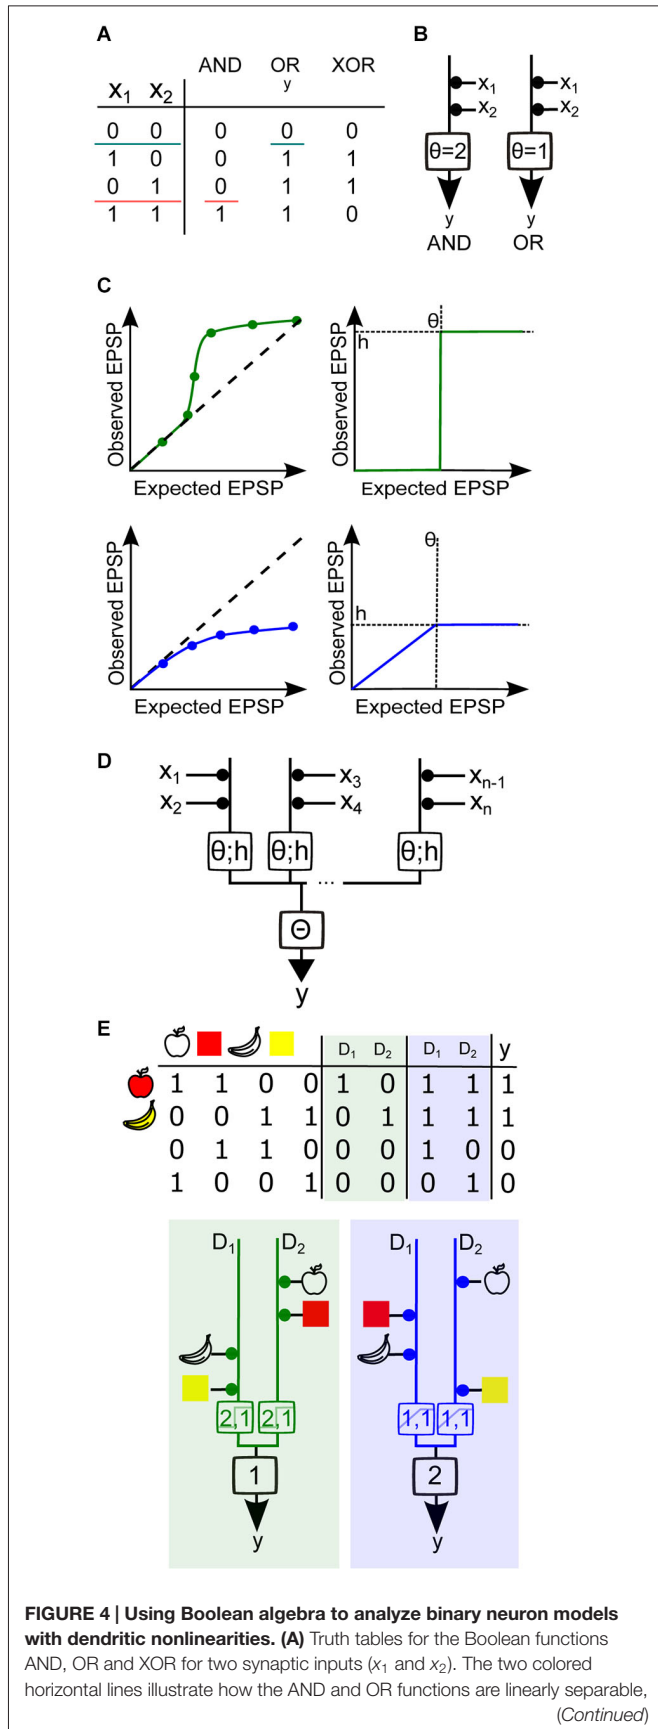 A
AND OR XOR
x1 x2 y
0 0 0 0 0
1 0 0 1 1
0 1 0 1 1
1 1 1 1 0
B
x1 x1
x2 x2
θ=2 θ=1
y y
AND OR
C
Observed EPSP
Expected EPSP
Observed EPSP
θ
h
Expected EPSP
Observed EPSP
Expected EPSP
Observed EPSP
θ
h
Expected EPSP
D
x1 x3 xn-1
x2 x4 xn
θ;h θ;h ... θ;h
Θ
y
E
D1 D2 D1 D2 y
1 1 0 0 1 0 1 1 1
0 0 1 1 0 1 1 1 1
0 1 1 0 0 0 1 0 0
1 0 0 1 0 0 0 1 0
D1 D2 D1 D2
2,1 2,1 1,1 1,1
1 2
y y
FIGURE 4 | Using Boolean algebra to analyze binary neuron models
with dendritic nonlinearities. (A) Truth tables for the Boolean functions
AND, OR and XOR for two synaptic inputs (x1 and x2). The two colored
horizontal lines illustrate how the AND and OR functions are linearly separable,
(Continued)